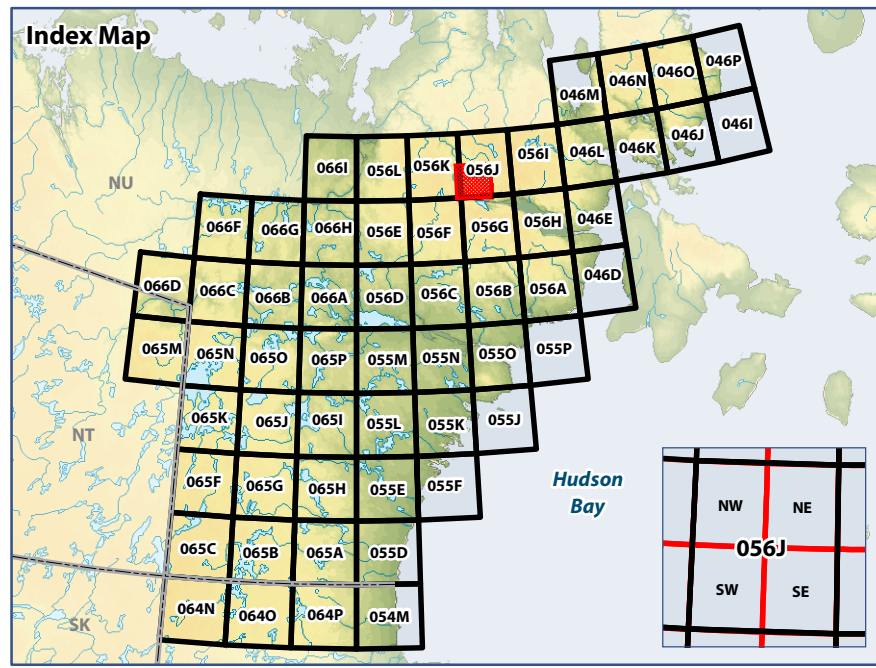 Index Map
046M 046N 046O 046P
066I 056L 056K 056J 056I 046L 046K 046J 046I
NU
066F 066G 066H 056E 056F 056G 056H 046E
066D 066C 066B 066A 056D 056C 056B 056A 046D
065M 065N 065O 065P 055M 055N 055O 055P
065K 065J 065I 055L 055K 055J
NT
065F 065G 065H 055E 055F
Hudson
Bay
065C 065B 065A 055D
064N 064O 064P 054M
SK
NW NE
056J
SW SE